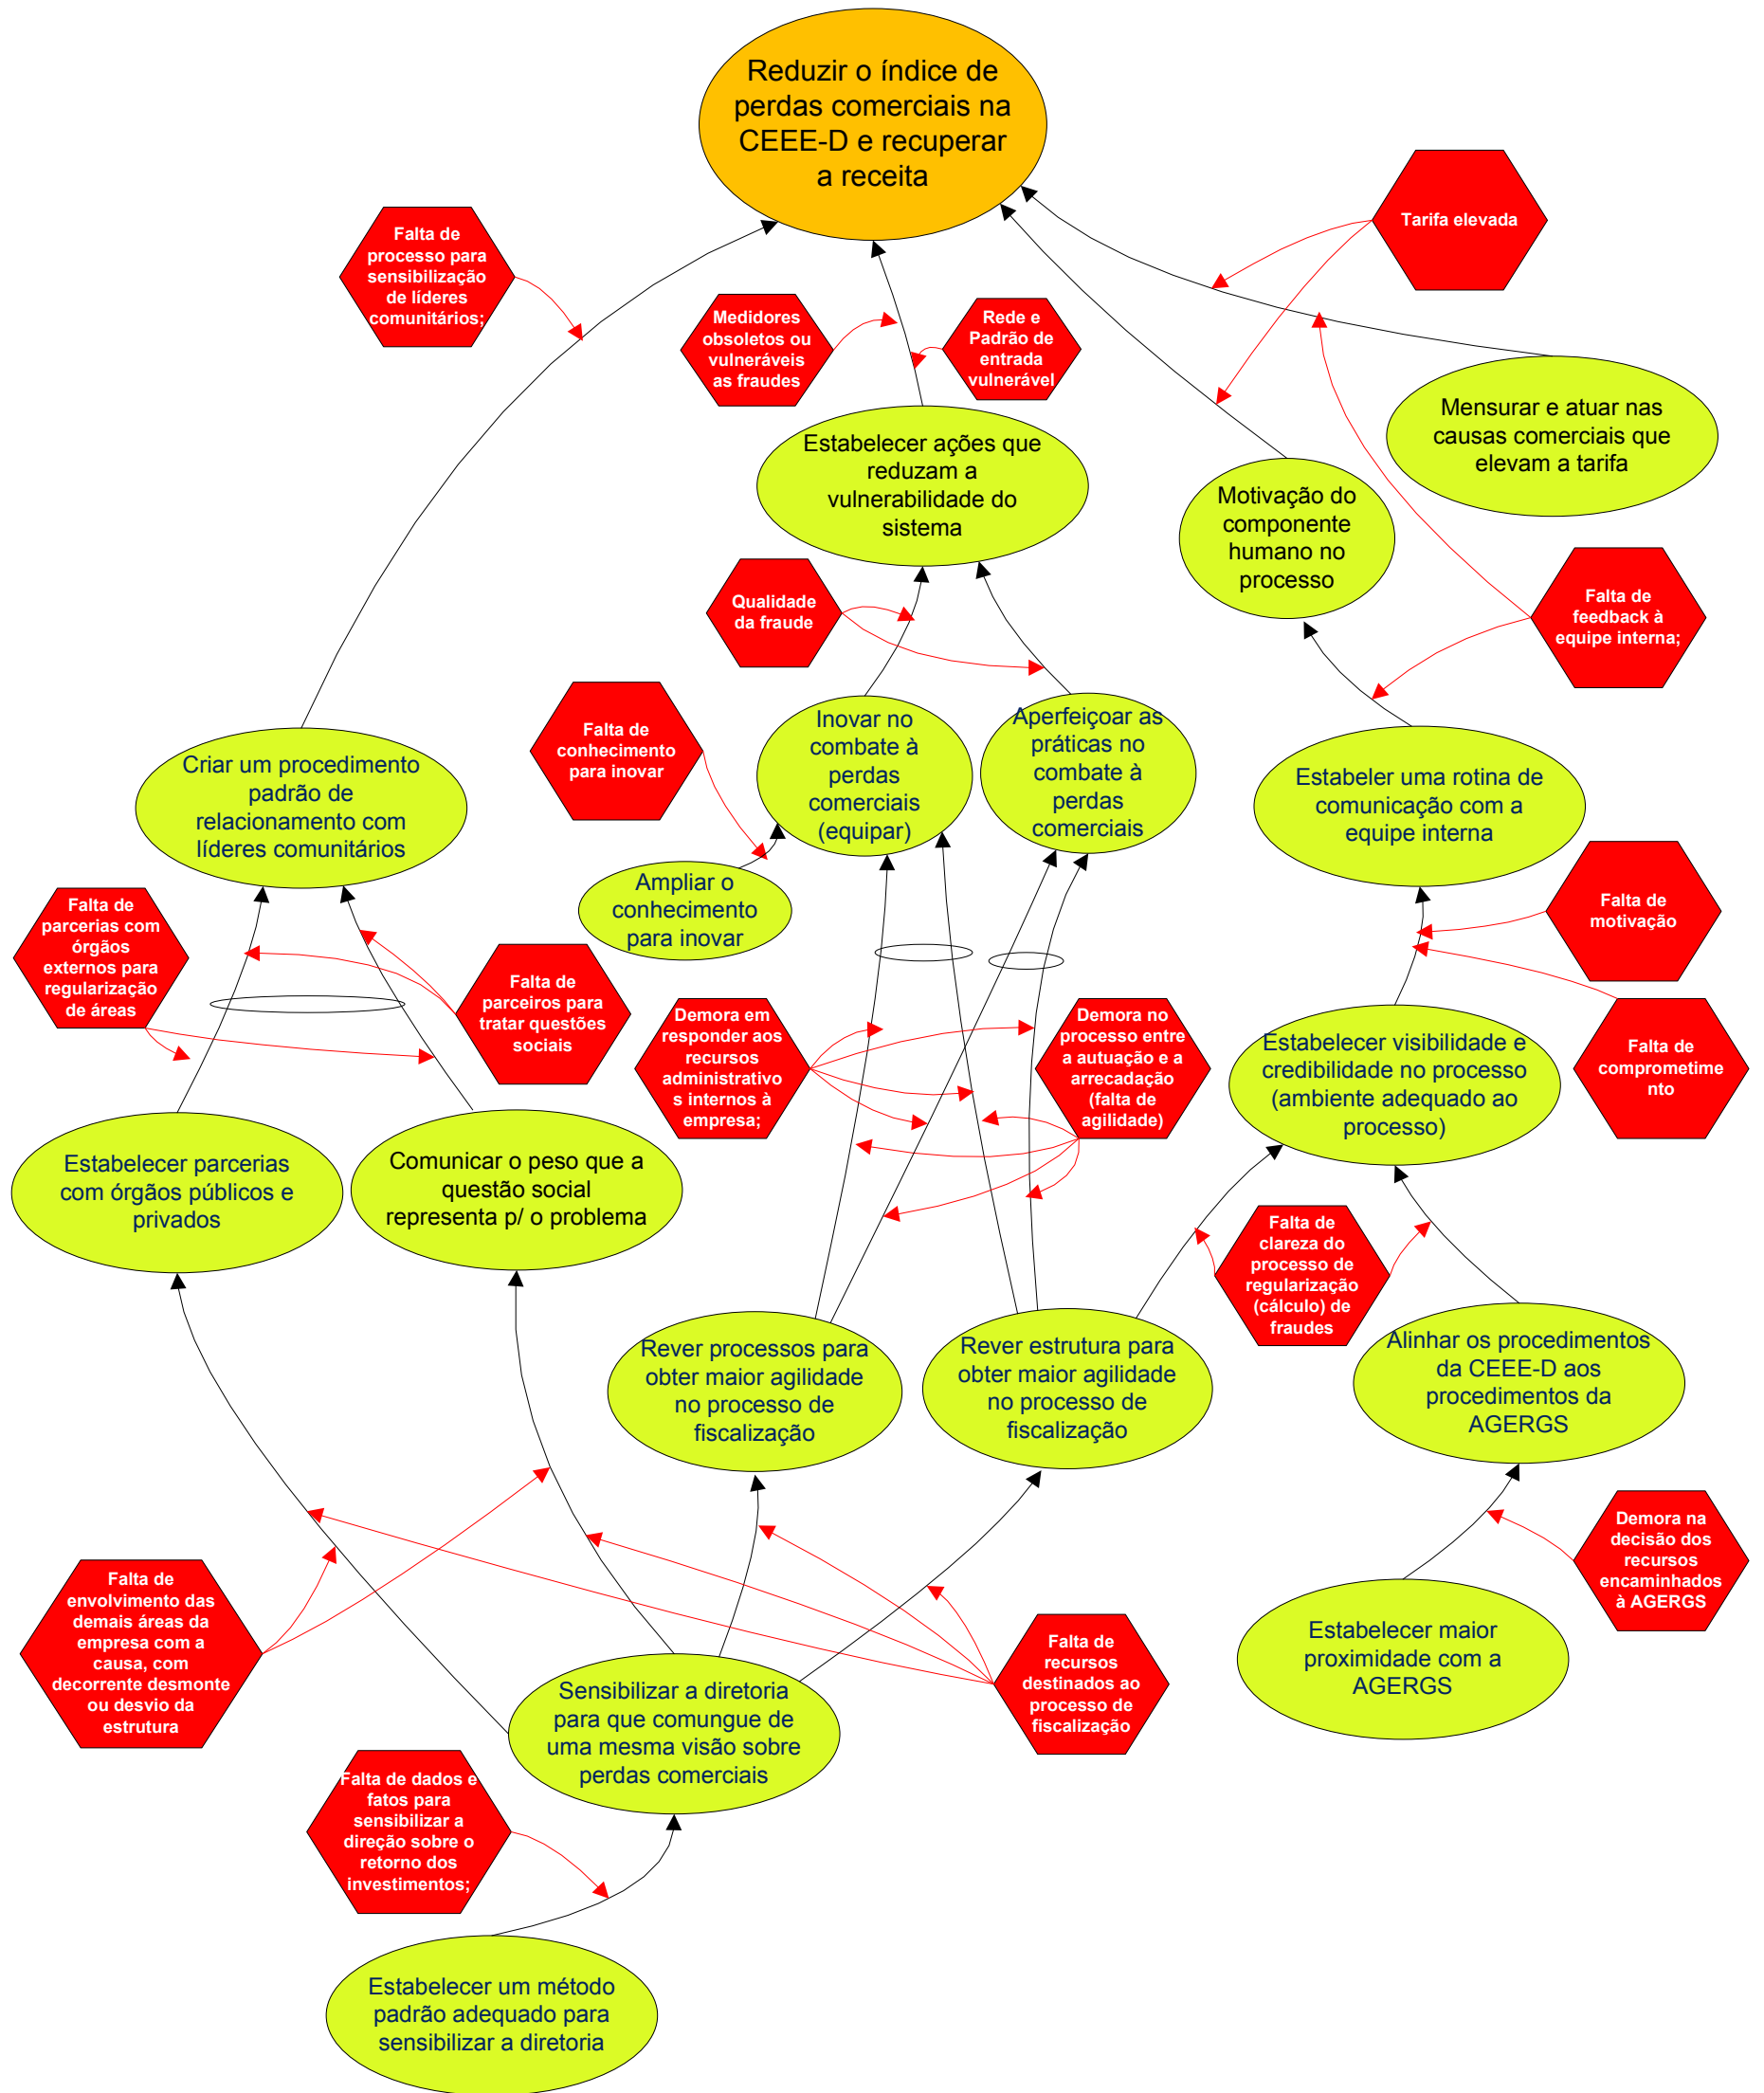 Reduzir o índice de
perdas comerciais na
CEEE-D e recuperar
a receita
Falta de
processo para
sensibilização
de líderes
comunitários;
Tarifa elevada
Medidores
obsoletos ou
vulneráveis
as fraudes
Rede e
Padrão de
entrada
vulnerável
Mensurar e atuar nas
causas comerciais que
elevam a tarifa
Estabelecer ações que
reduzam a
vulnerabilidade do
sistema
Motivação do
componente
humano no
processo
Qualidade
da fraude
Falta de
feedback à
equipe interna;
Falta de
conhecimento
para inovar
Inovar no
combate à
perdas
comerciais
(equipar)
Aperfeiçoar as
práticas no
combate à
perdas
comerciais
Criar um procedimento
padrão de
relacionamento com
líderes comunitários
Estabeler uma rotina de
comunicação com a
equipe interna
Ampliar o
conhecimento
para inovar
Falta de
parcerias com
órgãos
externos para
regularização
de áreas
Falta de
parceiros para
tratar questões
sociais
Falta de
motivação
Demora em
responder aos
recursos
administrativo
s internos à
empresa;
Demora no
processo entre
a autuação e a
arrecadação
(falta de
agilidade)
Estabelecer visibilidade e
credibilidade no processo
(ambiente adequado ao
processo)
Falta de
comprometime
nto
Estabelecer parcerias
com órgãos públicos e
privados
Comunicar o peso que a
questão social
representa p/ o problema
Falta de
clareza do
processo de
regularização
(cálculo) de
fraudes
Rever processos para
obter maior agilidade
no processo de
fiscalização
Rever estrutura para
obter maior agilidade
no processo de
fiscalização
Alinhar os procedimentos
da CEEE-D aos
procedimentos da
AGERGS
Demora na
decisão dos
recursos
encaminhados
à AGERGS
Falta de
envolvimento das
demais áreas da
empresa com a
causa, com
decorrente desmonte
ou desvio da
estrutura
Falta de
recursos
destinados ao
processo de
fiscalização
Estabelecer maior
proximidade com a
AGERGS
Sensibilizar a diretoria
para que comungue de
uma mesma visão sobre
perdas comerciais
Falta de dados e
fatos para
sensibilizar a
direção sobre o
retorno dos
investimentos;
Estabelecer um método
padrão adequado para
sensibilizar a diretoria